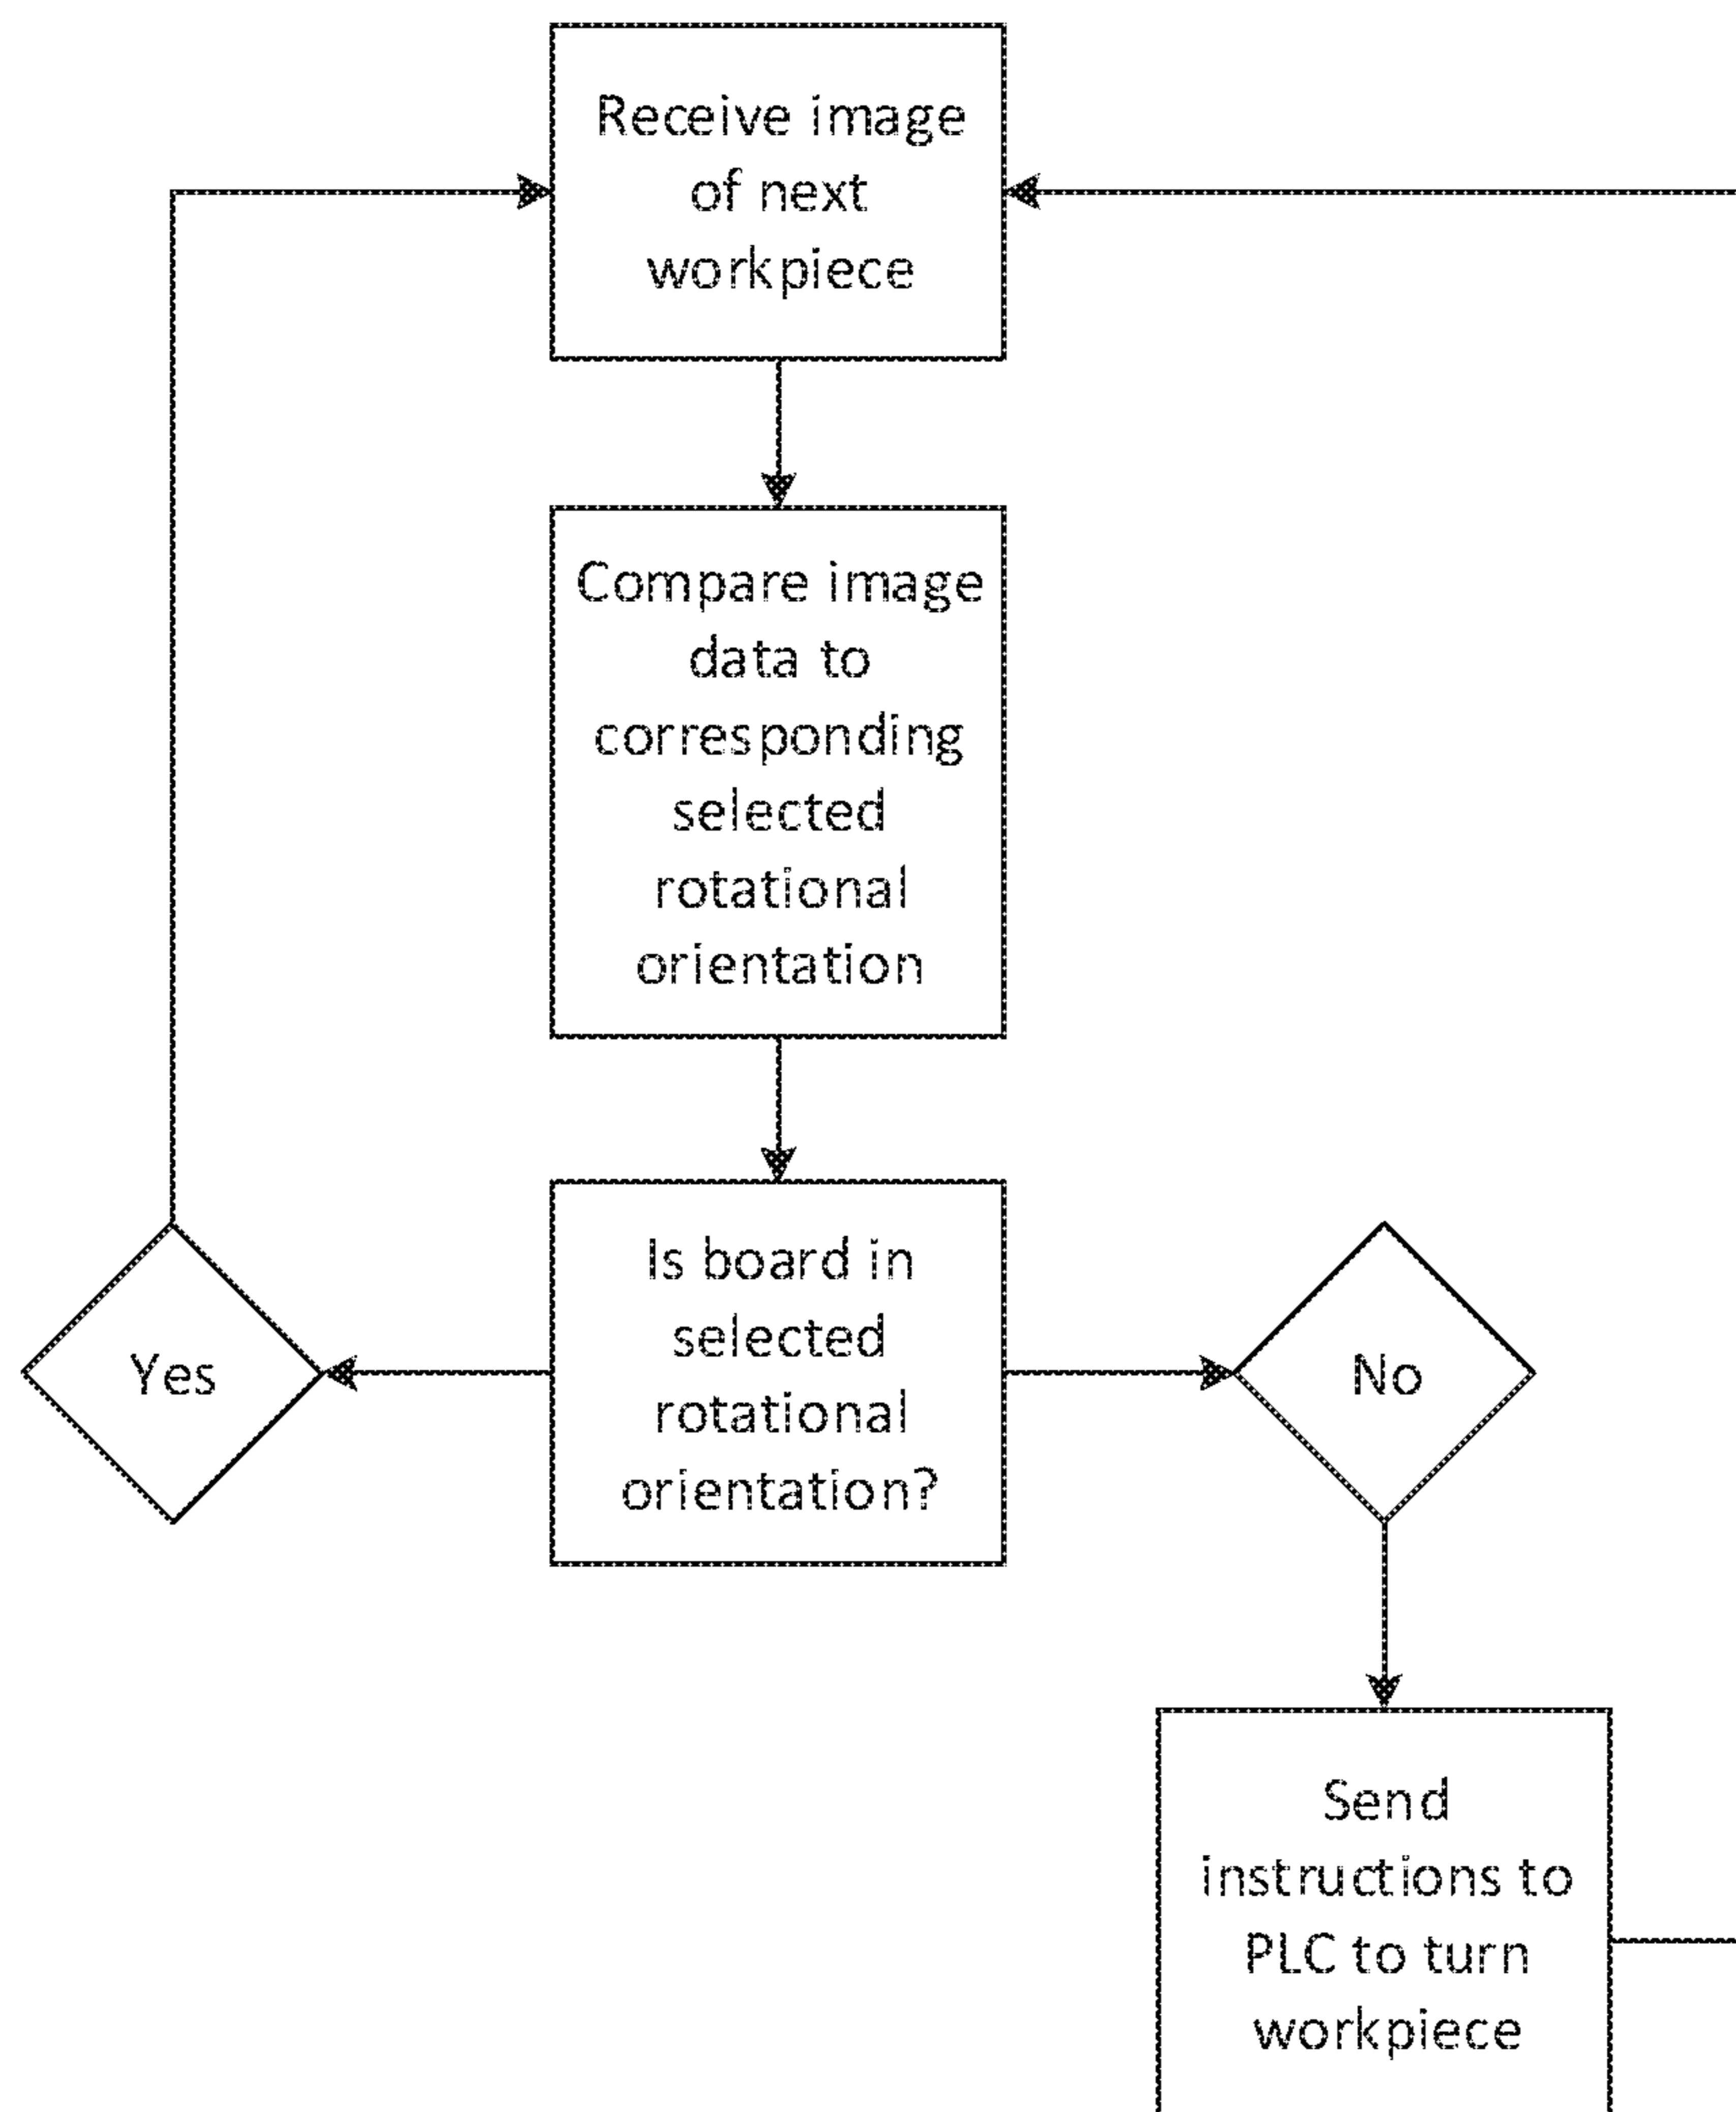 Receive image
of next
workpiece
Compare image
data to
corresponding
selected
rotational
orientation
Is board in
selected
rotational
orientation?
Yes
No
Send
instructions to
PLC to turn
workpiece